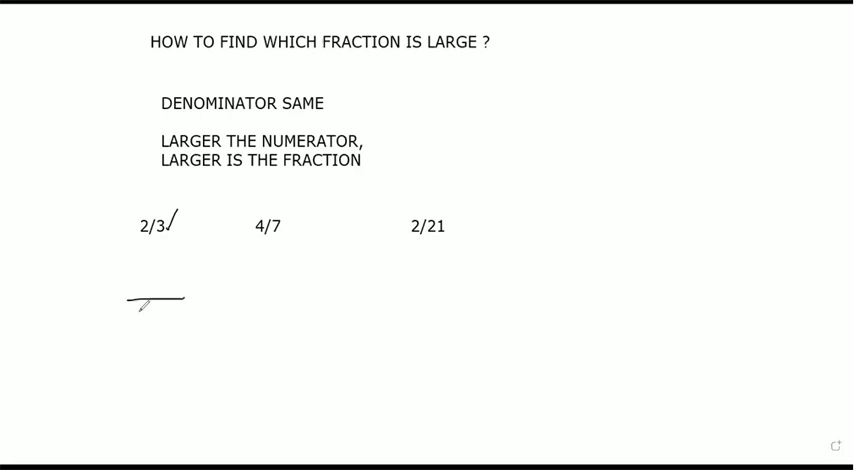 HOW TO FIND WHICH FRACTION IS LARGE ?
DENOMINATOR SAME
LARGER THE NUMERATOR,
LARGER IS THE FRACTION
2/3 4/7 2/21